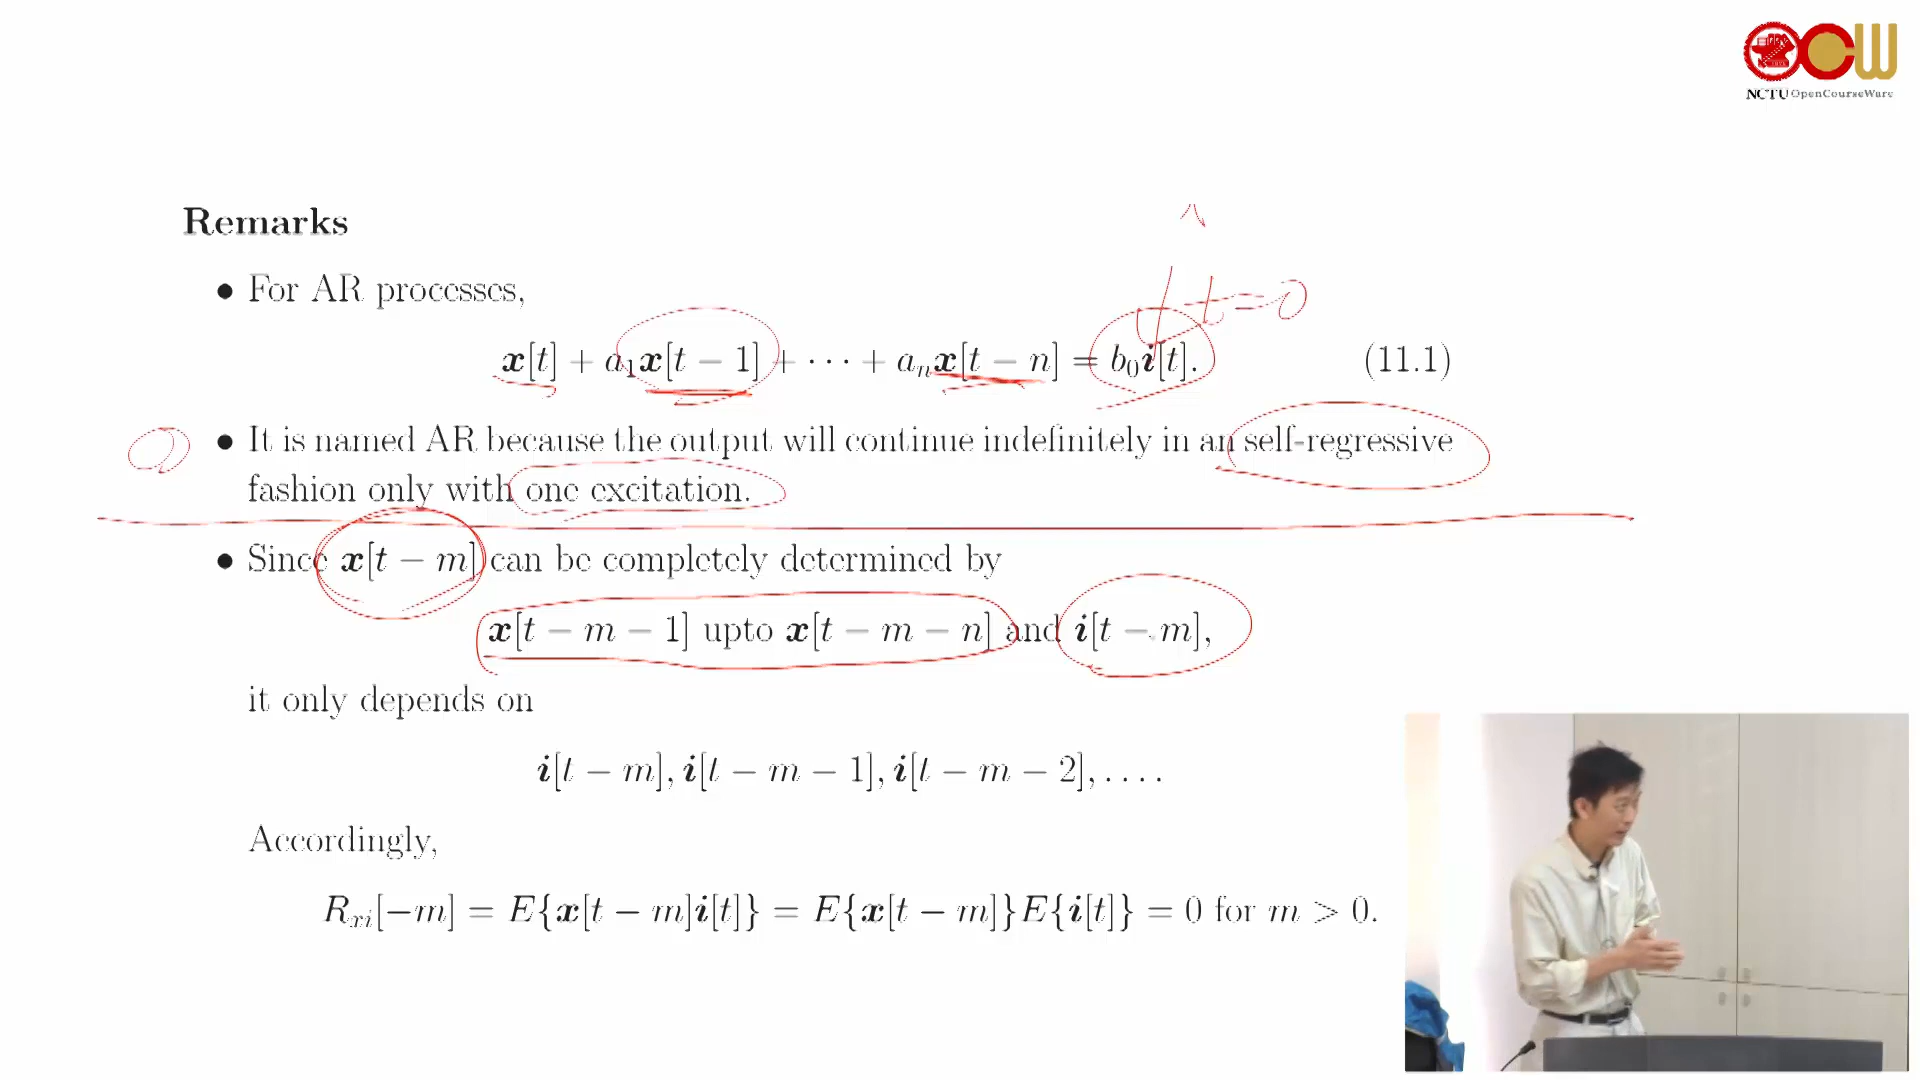 NCTU OpenCourseWare
Remarks
• For AR processes,
x[t] + a₁x[t − 1] + ··· + aₙx[t − n] = b₀i[t]. (11.1)
t=0
• It is named AR because the output will continue indefinitely in an self-regressive
fashion only with one excitation.
• Since x[t − m] can be completely determined by
x[t − m − 1] upto x[t − m − n] and i[t − m],
it only depends on
i[t − m], i[t − m − 1], i[t − m − 2], . . . .
Accordingly,
Rₓᵢ[−m] = E{x[t − m]i[t]} = E{x[t − m]}E{i[t]} = 0 for m > 0.